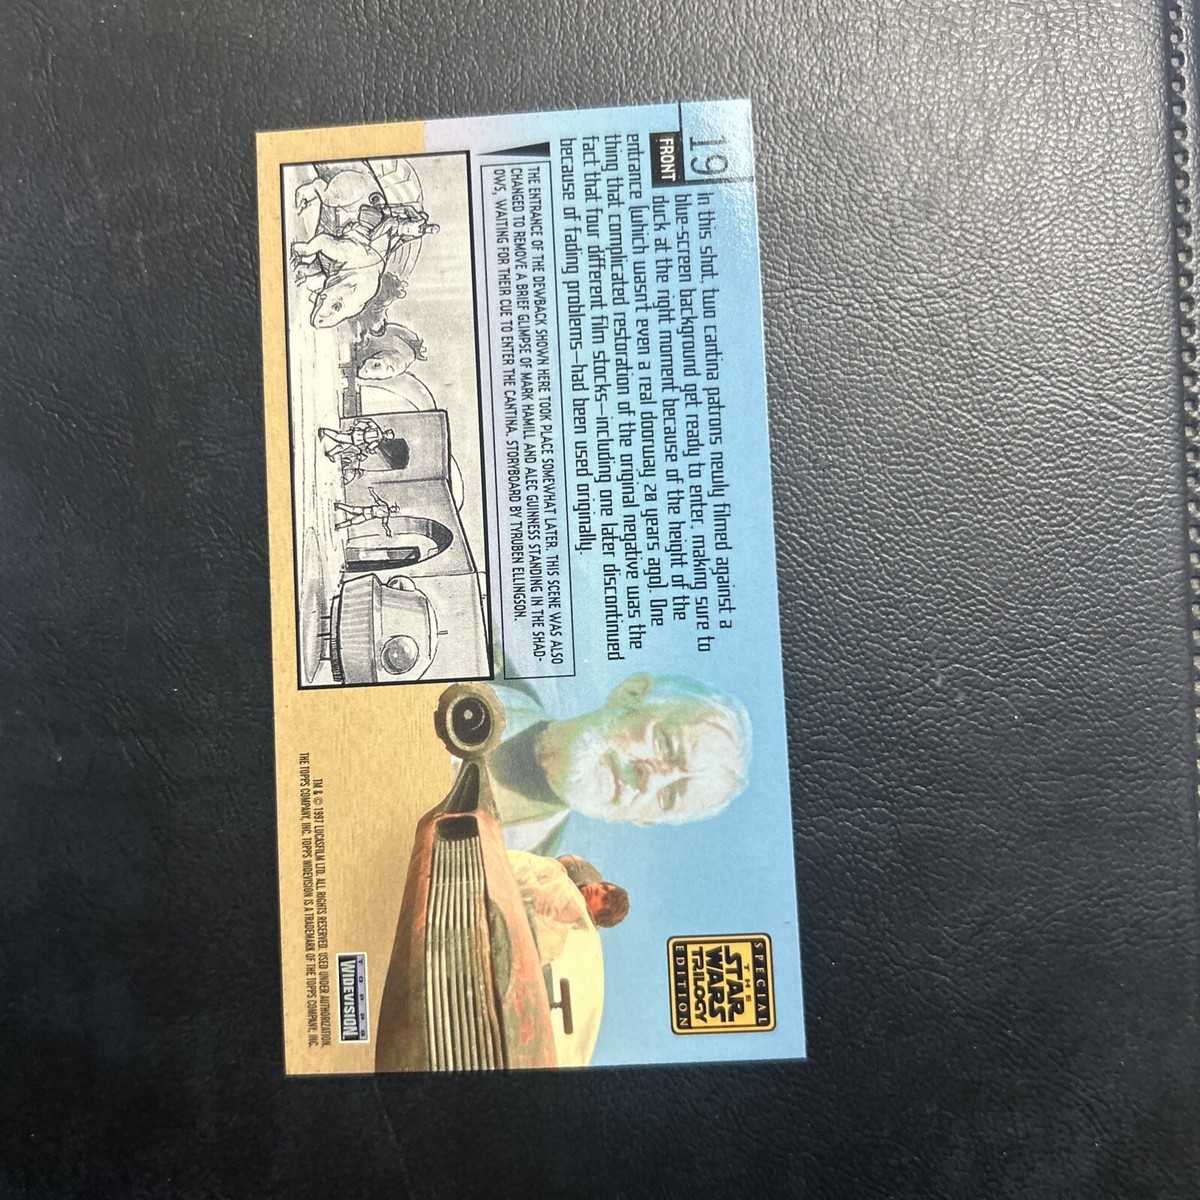 19
FRONT
In this shot, two cantina patrons newly filmed against a
blue-screen background get ready to enter, making sure to
duck at the right moment because of the height of the
entrance (which wasn't even a real doorway 20 years ago). One
thing that complicated restoration of the original negative was the
fact that four different film stocks—including one later discontinued
because of fading problems—had been used originally.
THE ENTRANCE OF THE DEWBACK SHOWN HERE TOOK PLACE SOMEWHAT LATER. THIS SCENE WAS ALSO
CHANGED TO REMOVE A BRIEF GLIMPSE OF MARK HAMILL AND ALEC GUINNESS STANDING IN THE SHAD-
OWS, WAITING FOR THEIR CUE TO ENTER THE CANTINA. STORYBOARD BY TYRUBEN ELLINGSON.
SPECIAL
THE
STAR
WARS
TRILOGY
EDITION
TM & © 1997 LUCASFILM LTD. ALL RIGHTS RESERVED. USED UNDER AUTHORIZATION.
THE TOPPS COMPANY, INC. TOPPS WIDEVISION IS A TRADEMARK OF THE TOPPS COMPANY, INC.
TOPPS
WIDEVISION